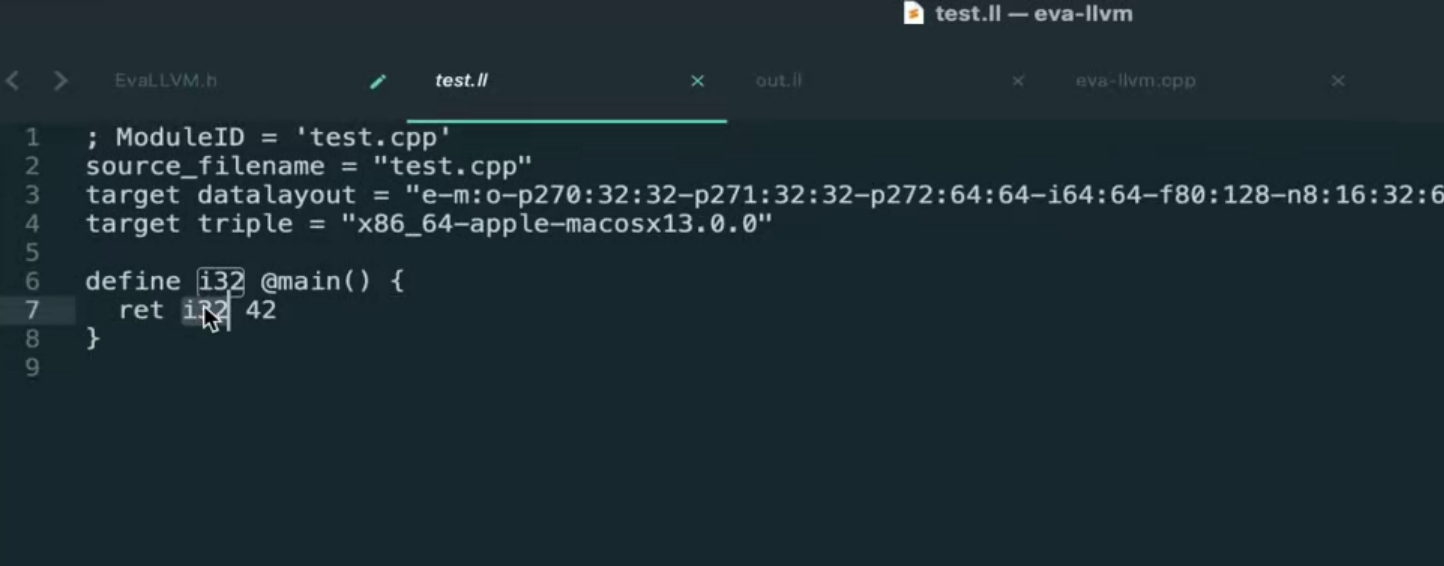 test.ll — eva-llvm
EvaLLVM.h test.ll out.ll eva-llvm.cpp
1 ; ModuleID = 'test.cpp'
2 source_filename = "test.cpp"
3 target datalayout = "e-m:o-p270:32:32-p271:32:32-p272:64:64-i64:64-f80:128-n8:16:32:6
4 target triple = "x86_64-apple-macosx13.0.0"
5
6 define i32 @main() {
7 ret i32 42
8 }
9